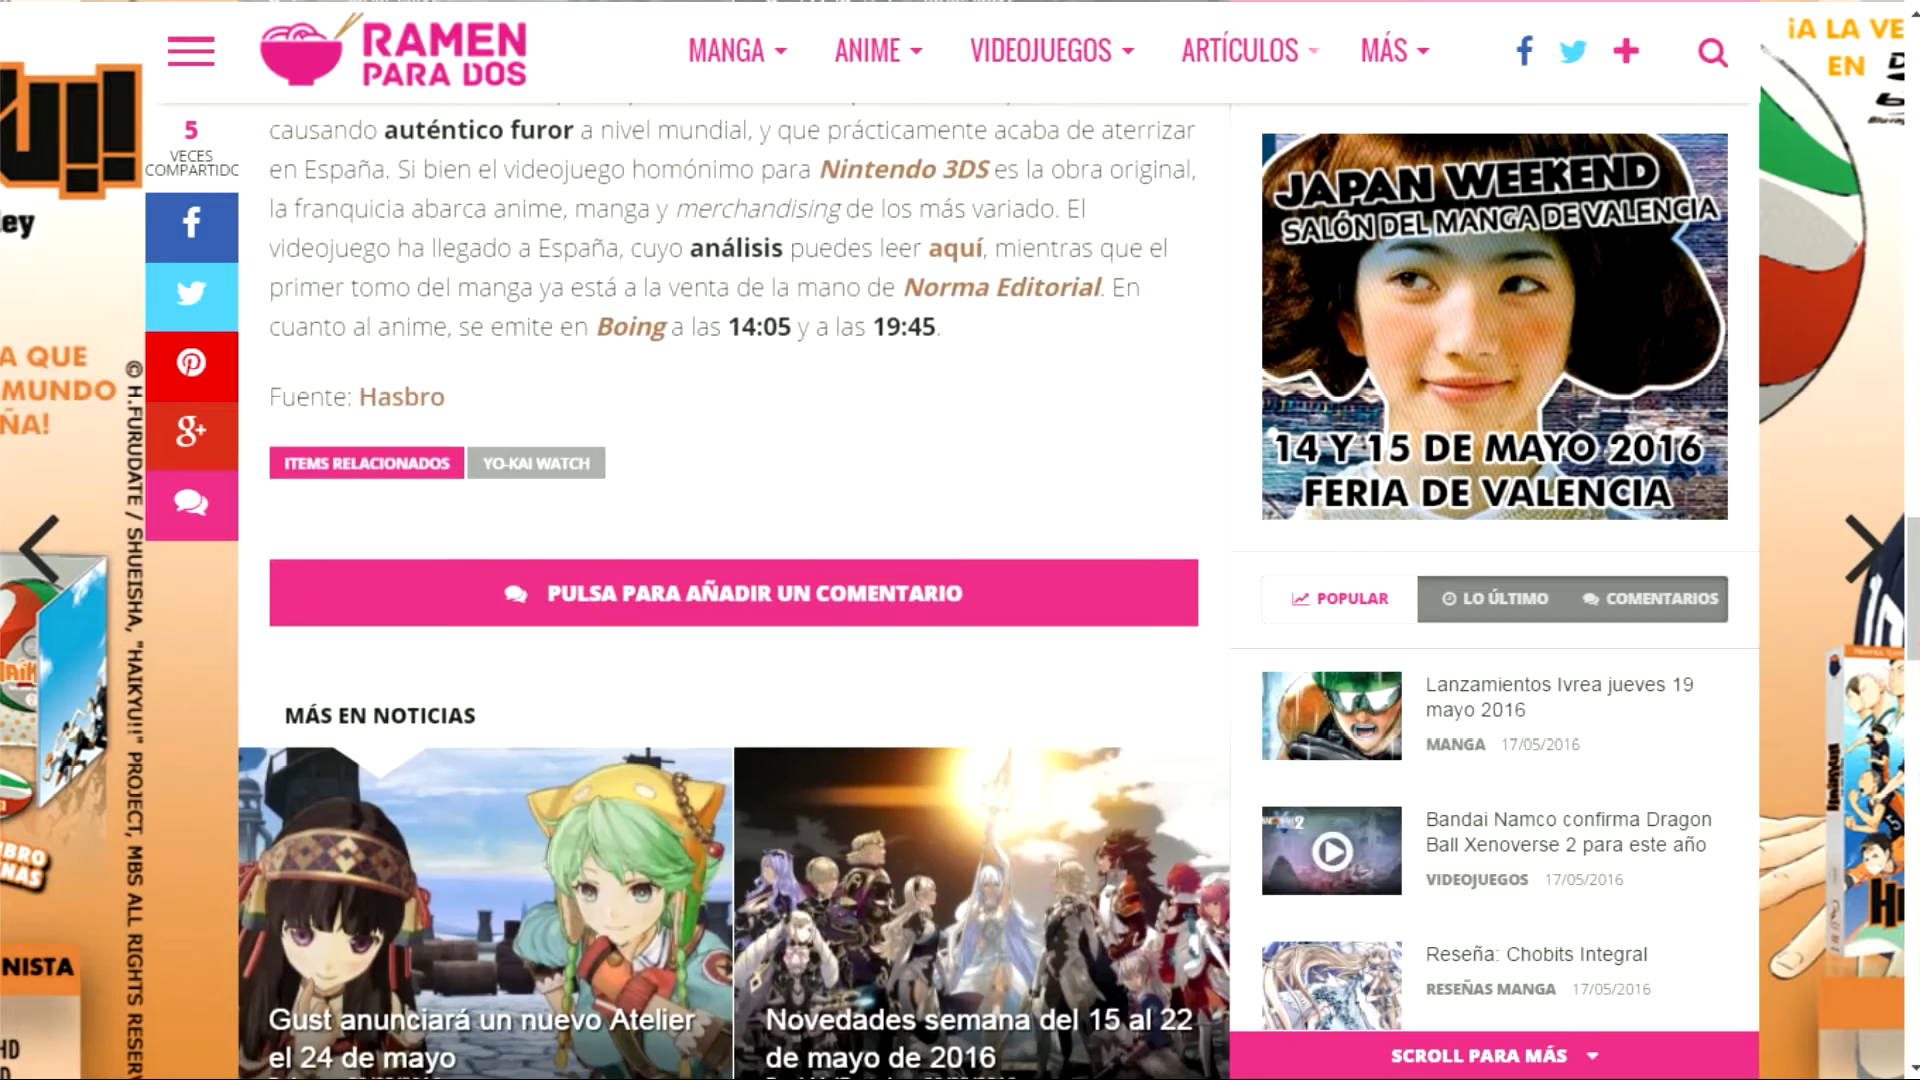 RAMEN
PARA DOS
MANGA
ANIME
VIDEOJUEGOS
ARTÍCULOS
MÁS
¡A LA VE
EN
ley
A QUE
MUNDO
ÑA!
© H.FURUDATE / SHUEISHA, "HAIKYU!!" PROJECT, MBS ALL RIGHTS RESERV
NISTA
HD
5
VECES
COMPARTIDO
causando auténtico furor a nivel mundial, y que prácticamente acaba de aterrizar
en España. Si bien el videojuego homónimo para Nintendo 3DS es la obra original,
la franquicia abarca anime, manga y merchandising de los más variado. El
videojuego ha llegado a España, cuyo análisis puedes leer aquí, mientras que el
primer tomo del manga ya está a la venta de la mano de Norma Editorial. En
cuanto al anime, se emite en Boing a las 14:05 y a las 19:45.
Fuente: Hasbro
ITEMS RELACIONADOS
YO-KAI WATCH
PULSA PARA AÑADIR UN COMENTARIO
MÁS EN NOTICIAS
Gust anunciará un nuevo Atelier
el 24 de mayo
Novedades semana del 15 al 22
de mayo de 2016
JAPAN WEEKEND
SALÓN DEL MANGA DE VALENCIA
14 Y 15 DE MAYO 2016
FERIA DE VALENCIA
POPULAR
LO ÚLTIMO
COMENTARIOS
Lanzamientos Ivrea jueves 19
mayo 2016
MANGA 17/05/2016
Bandai Namco confirma Dragon
Ball Xenoverse 2 para este año
VIDEOJUEGOS 17/05/2016
Reseña: Chobits Integral
RESEÑAS MANGA 17/05/2016
SCROLL PARA MÁS